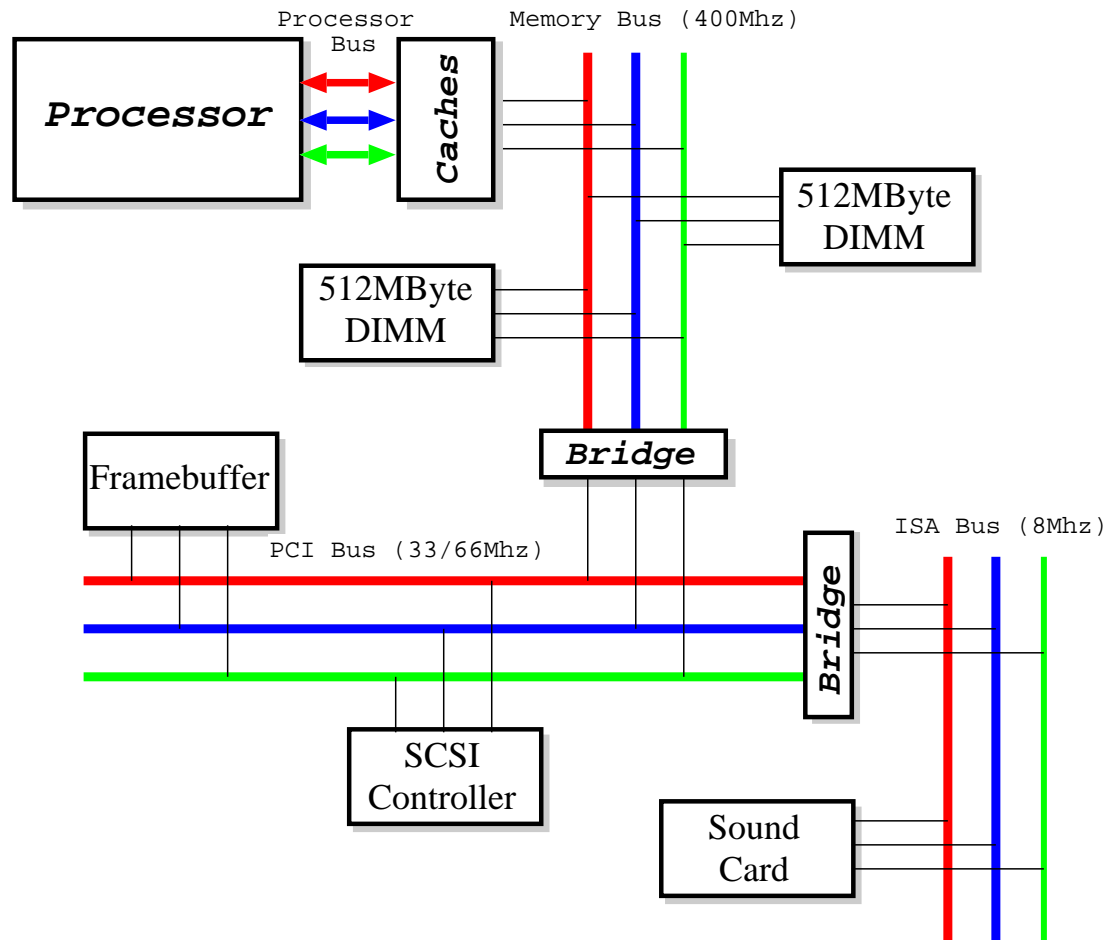 Processor
Bus
Memory Bus (400Mhz)
Processor
Caches
512MByte
DIMM
512MByte
DIMM
Bridge
Framebuffer
PCI Bus (33/66Mhz)
Bridge
ISA Bus (8Mhz)
SCSI
Controller
Sound
Card